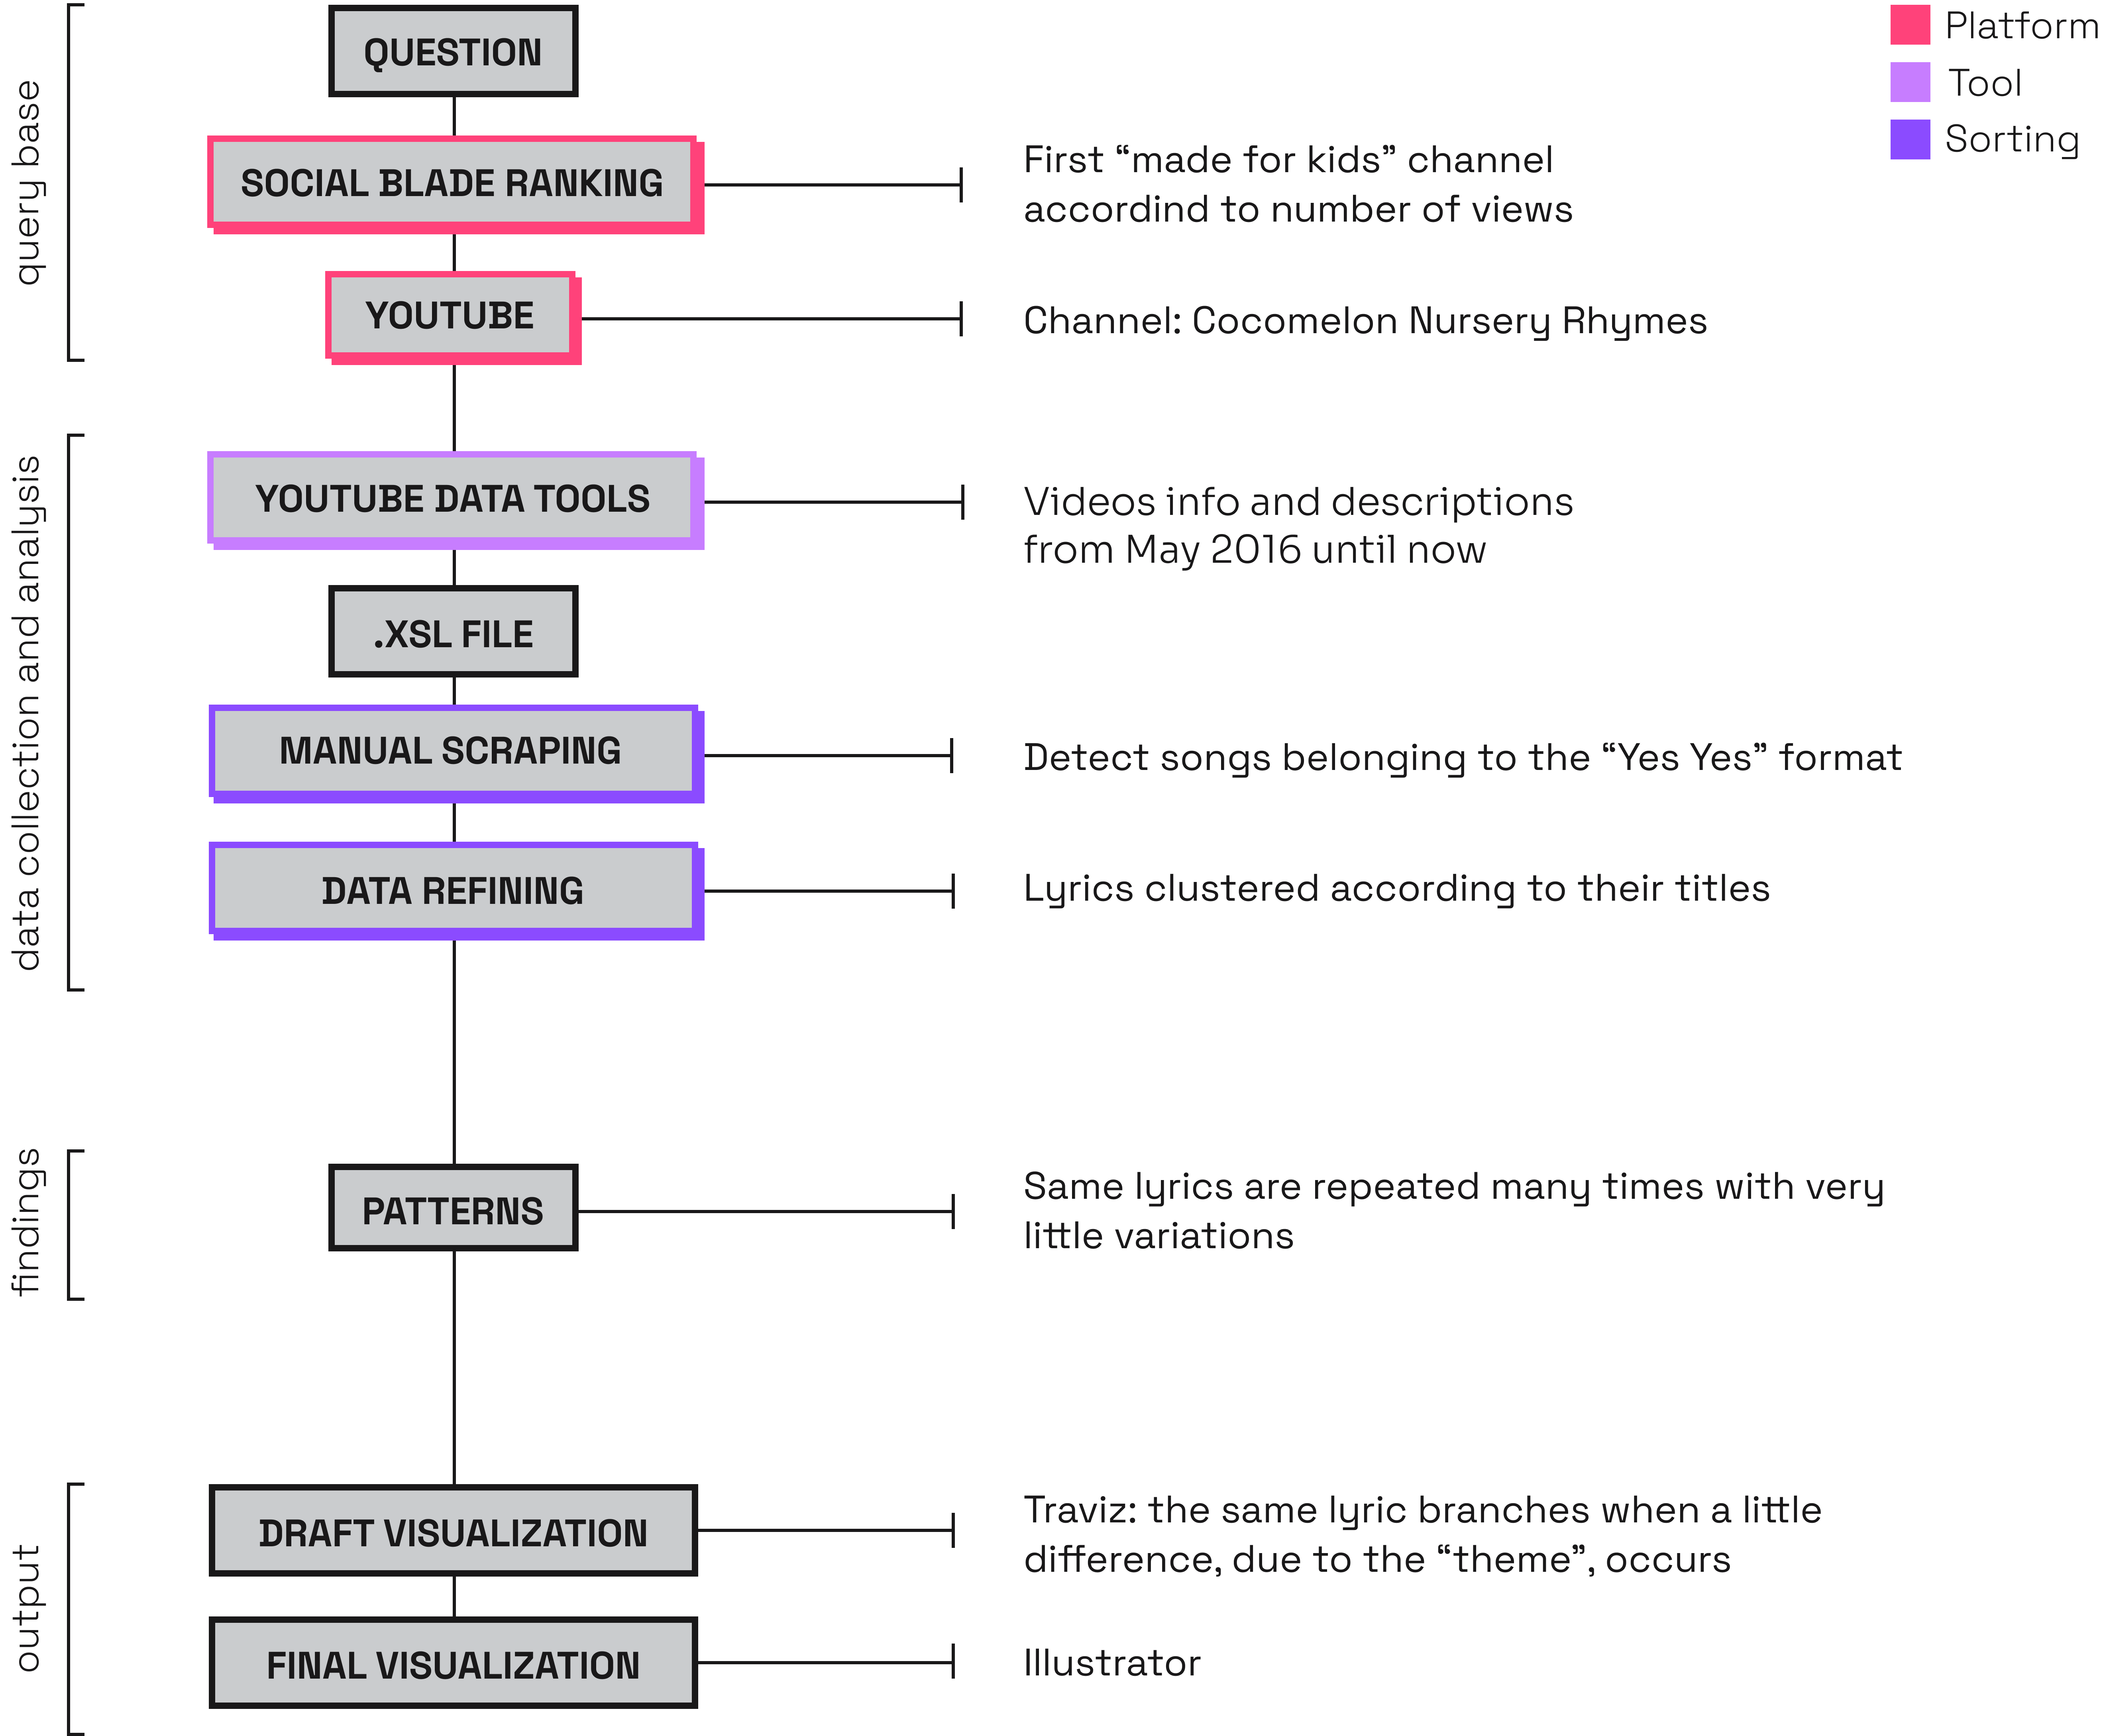 Platform
Tool
Sorting
query base
QUESTION
SOCIAL BLADE RANKING
First “made for kids” channel
accordind to number of views
YOUTUBE
Channel: Cocomelon Nursery Rhymes
data collection and analysis
YOUTUBE DATA TOOLS
Videos info and descriptions
from May 2016 until now
.XSL FILE
MANUAL SCRAPING
Detect songs belonging to the “Yes Yes” format
DATA REFINING
Lyrics clustered according to their titles
findings
PATTERNS
Same lyrics are repeated many times with very
little variations
output
DRAFT VISUALIZATION
Traviz: the same lyric branches when a little
difference, due to the “theme”, occurs
FINAL VISUALIZATION
Illustrator